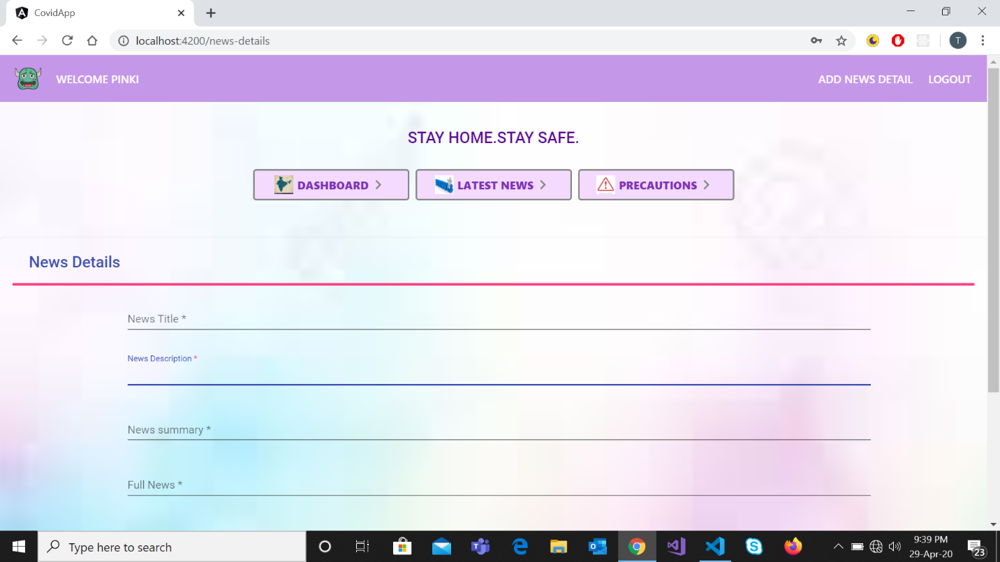 CovidApp
localhost:4200/news-details
T
WELCOME PINKI
ADD NEWS DETAIL LOGOUT
STAY HOME.STAY SAFE.
DASHBOARD LATEST NEWS PRECAUTIONS
News Details
News Title *
News Description *
News summary *
Full News *
Type here to search
9:39 PM
29-Apr-20
23